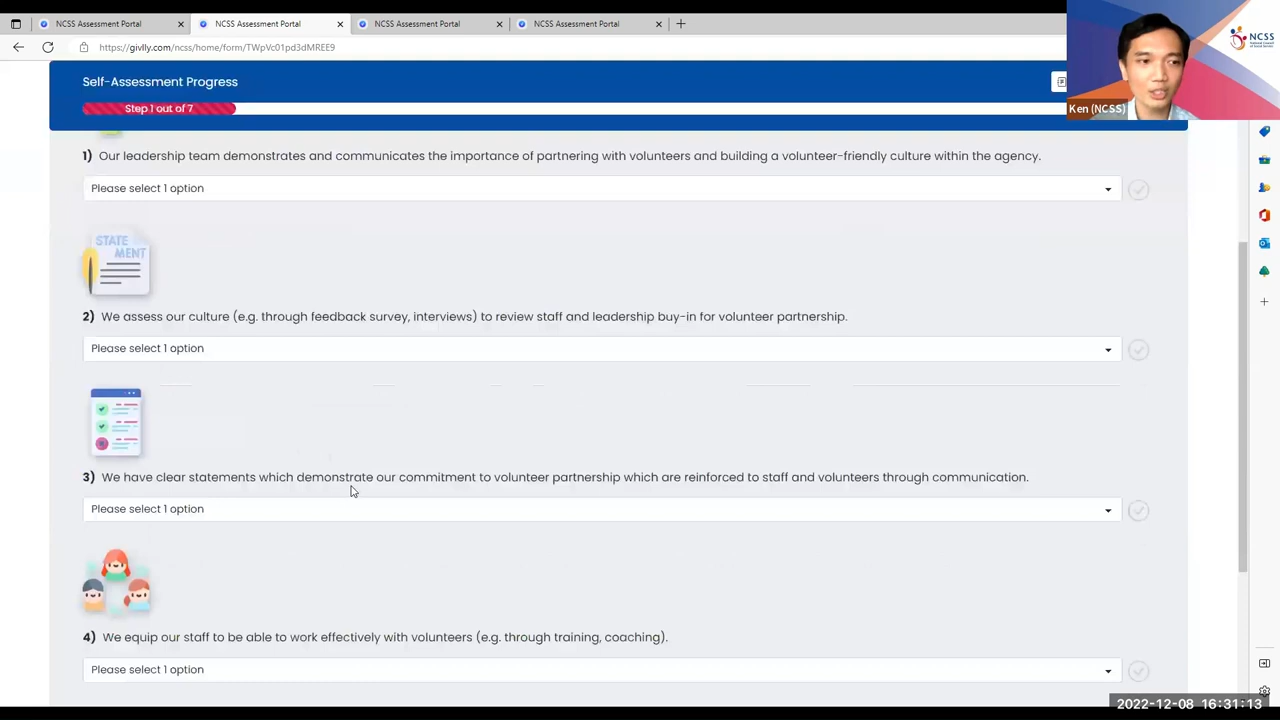 NCSS Assessment Portal
NCSS Assessment Portal
NCSS Assessment Portal
NCSS Assessment Portal
https://givlly.com/ncss/home/form/TWpVc01pd3dMREE9
NCSS
Ken (NCSS)
Self-Assessment Progress
Step 1 out of 7
1) Our leadership team demonstrates and communicates the importance of partnering with volunteers and building a volunteer-friendly culture within the agency.
Please select 1 option
STATE
MENT
2) We assess our culture (e.g. through feedback survey, interviews) to review staff and leadership buy-in for volunteer partnership.
Please select 1 option
3) We have clear statements which demonstrate our commitment to volunteer partnership which are reinforced to staff and volunteers through communication.
Please select 1 option
4) We equip our staff to be able to work effectively with volunteers (e.g. through training, coaching).
Please select 1 option
2022-12-08 16:31:13